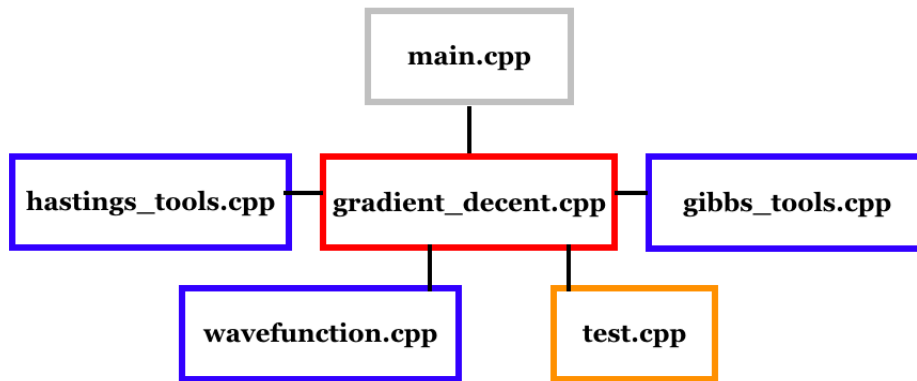 main.cpp
hastings_tools.cpp
gradient_decent.cpp
gibbs_tools.cpp
wavefunction.cpp
test.cpp